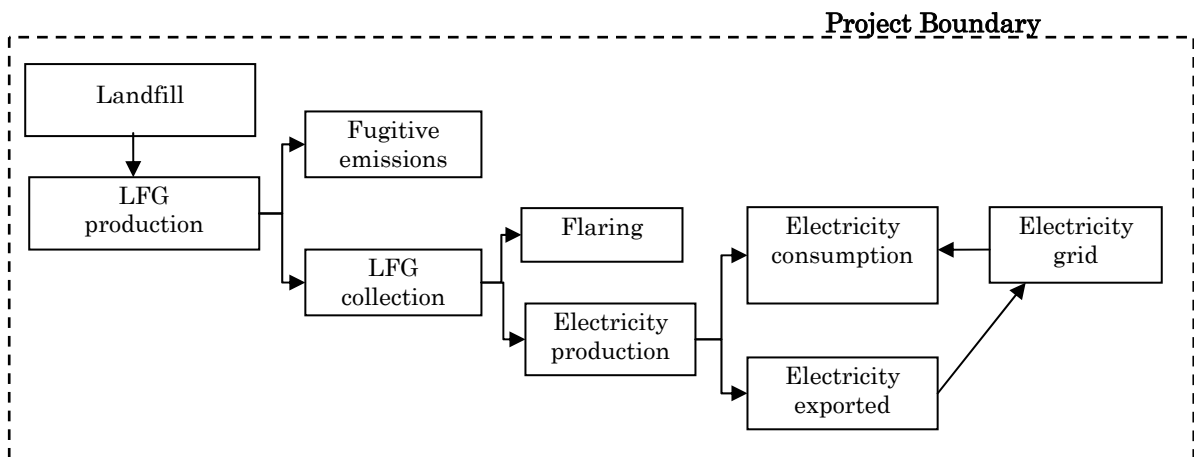 Project Boundary
Landfill
Fugitive
emissions
LFG
production
Flaring
Electricity
consumption
Electricity
grid
LFG
collection
Electricity
production
Electricity
exported